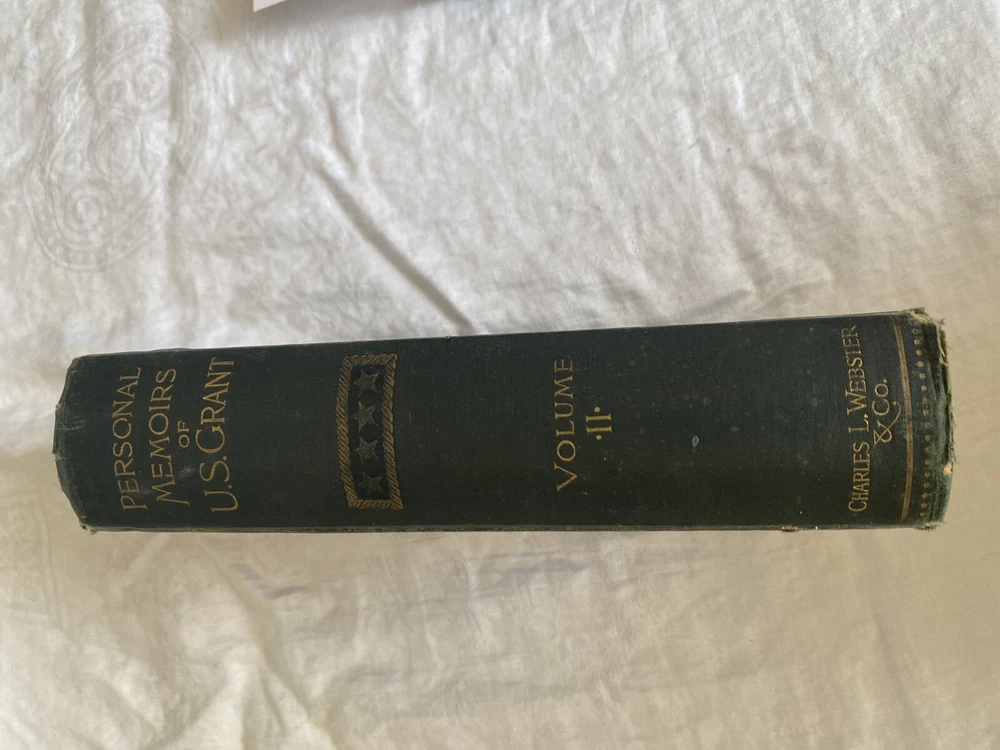 PERSONAL
MEMOIRS
OF
U.S. GRANT
VOLUME
·II·
CHARLES L. WEBSTER
& CO.